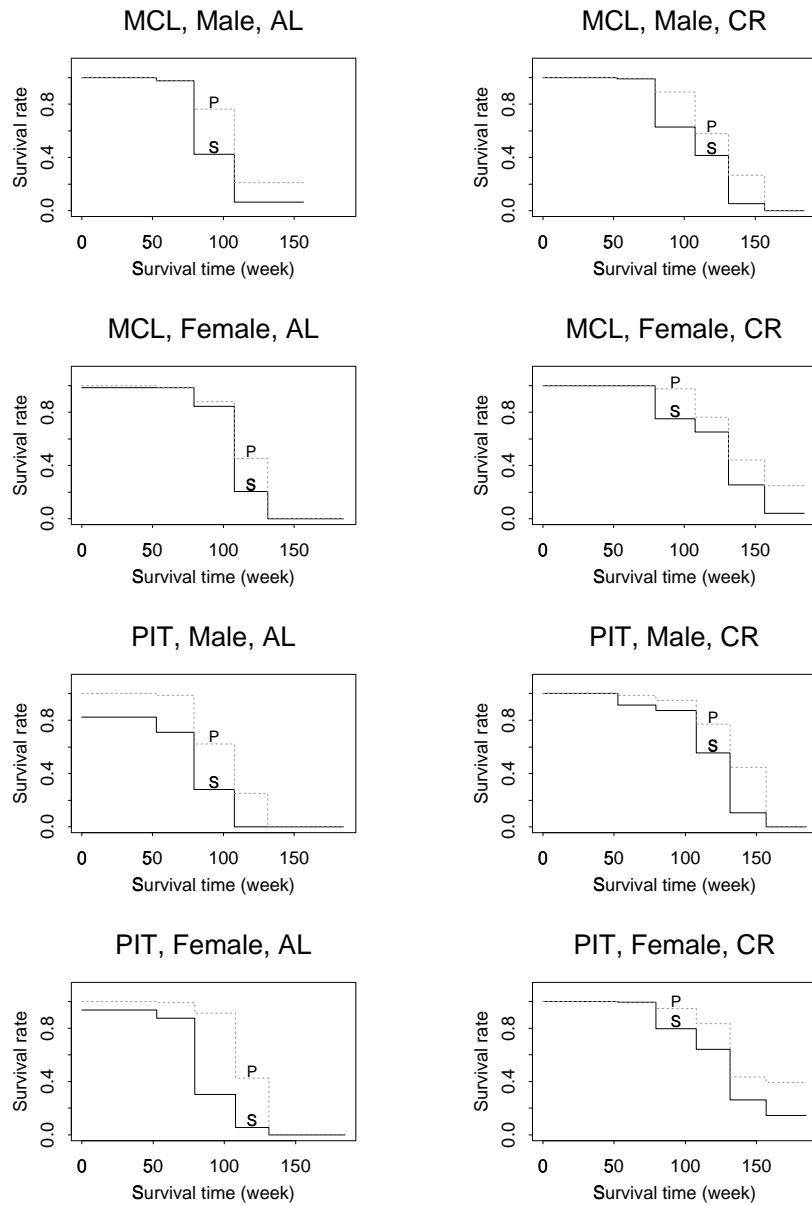 MCL, Male, AL
Survival rate
0.0 0.4 0.8
P
S
0 50 100 150
Survival time (week)
MCL, Male, CR
Survival rate
0.0 0.4 0.8
P
S
0 50 100 150
Survival time (week)
MCL, Female, AL
Survival rate
0.0 0.4 0.8
P
S
0 50 100 150
Survival time (week)
MCL, Female, CR
Survival rate
0.0 0.4 0.8
P
S
0 50 100 150
Survival time (week)
PIT, Male, AL
Survival rate
0.0 0.4 0.8
P
S
0 50 100 150
Survival time (week)
PIT, Male, CR
Survival rate
0.0 0.4 0.8
P
S
0 50 100 150
Survival time (week)
PIT, Female, AL
Survival rate
0.0 0.4 0.8
P
S
0 50 100 150
Survival time (week)
PIT, Female, CR
Survival rate
0.0 0.4 0.8
P
S
0 50 100 150
Survival time (week)